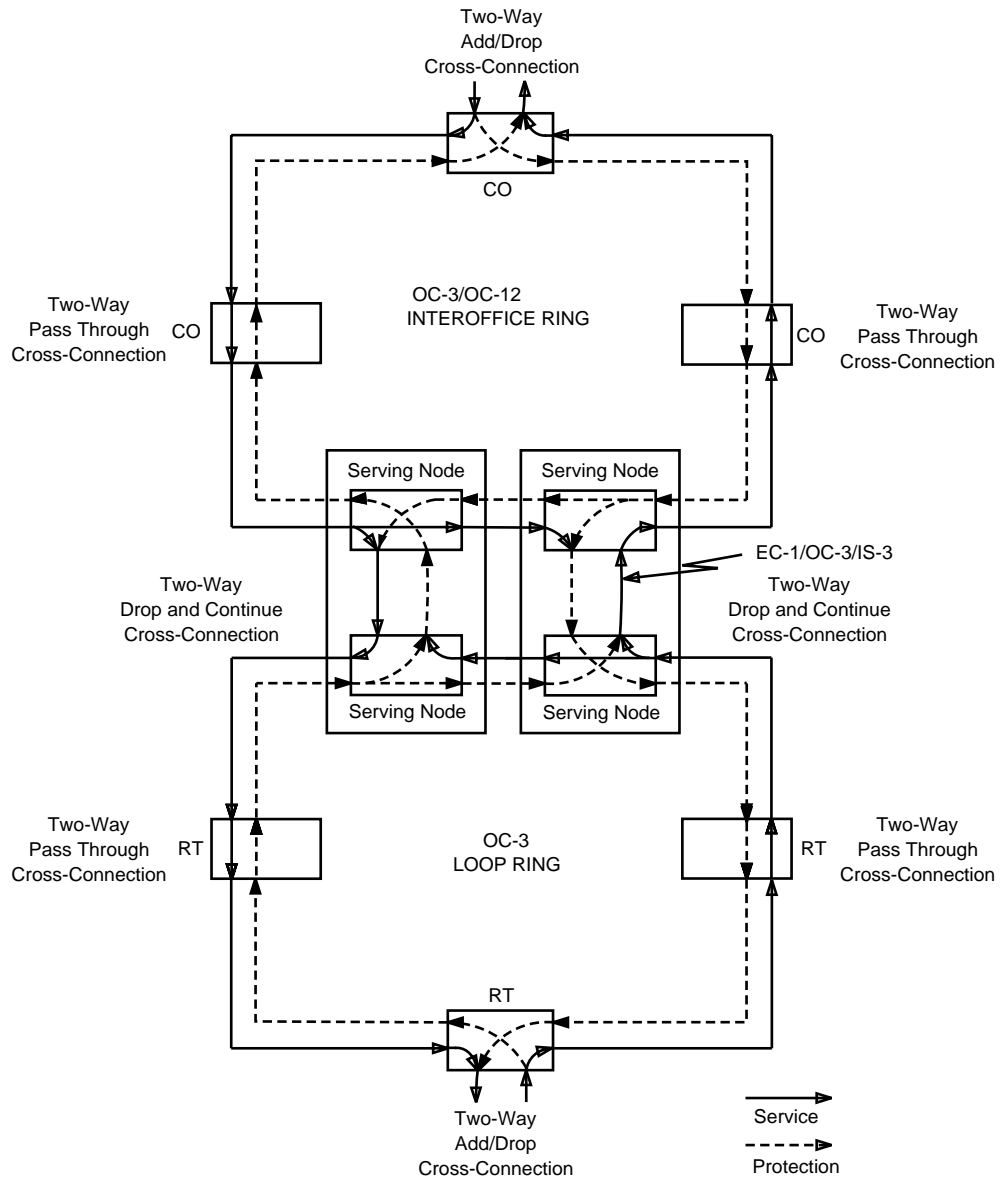 Two-Way
Add/Drop
Cross-Connection
CO
Two-Way
Pass Through
Cross-Connection
CO
OC-3/OC-12
INTEROFFICE RING
CO
Two-Way
Pass Through
Cross-Connection
Serving Node
Serving Node
EC-1/OC-3/IS-3
Two-Way
Drop and Continue
Cross-Connection
Two-Way
Drop and Continue
Cross-Connection
Serving Node
Serving Node
Two-Way
Pass Through
Cross-Connection
RT
OC-3
LOOP RING
RT
Two-Way
Pass Through
Cross-Connection
RT
Two-Way
Add/Drop
Cross-Connection
Service
Protection